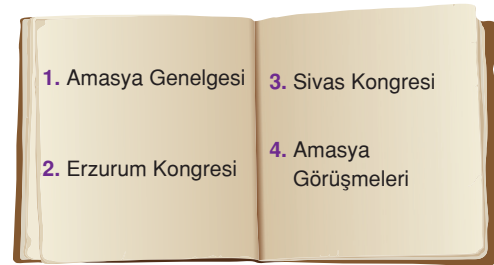 1. Amasya Genelgesi
2. Erzurum Kongresi
3. Sivas Kongresi
4. Amasya
Görüşmeleri